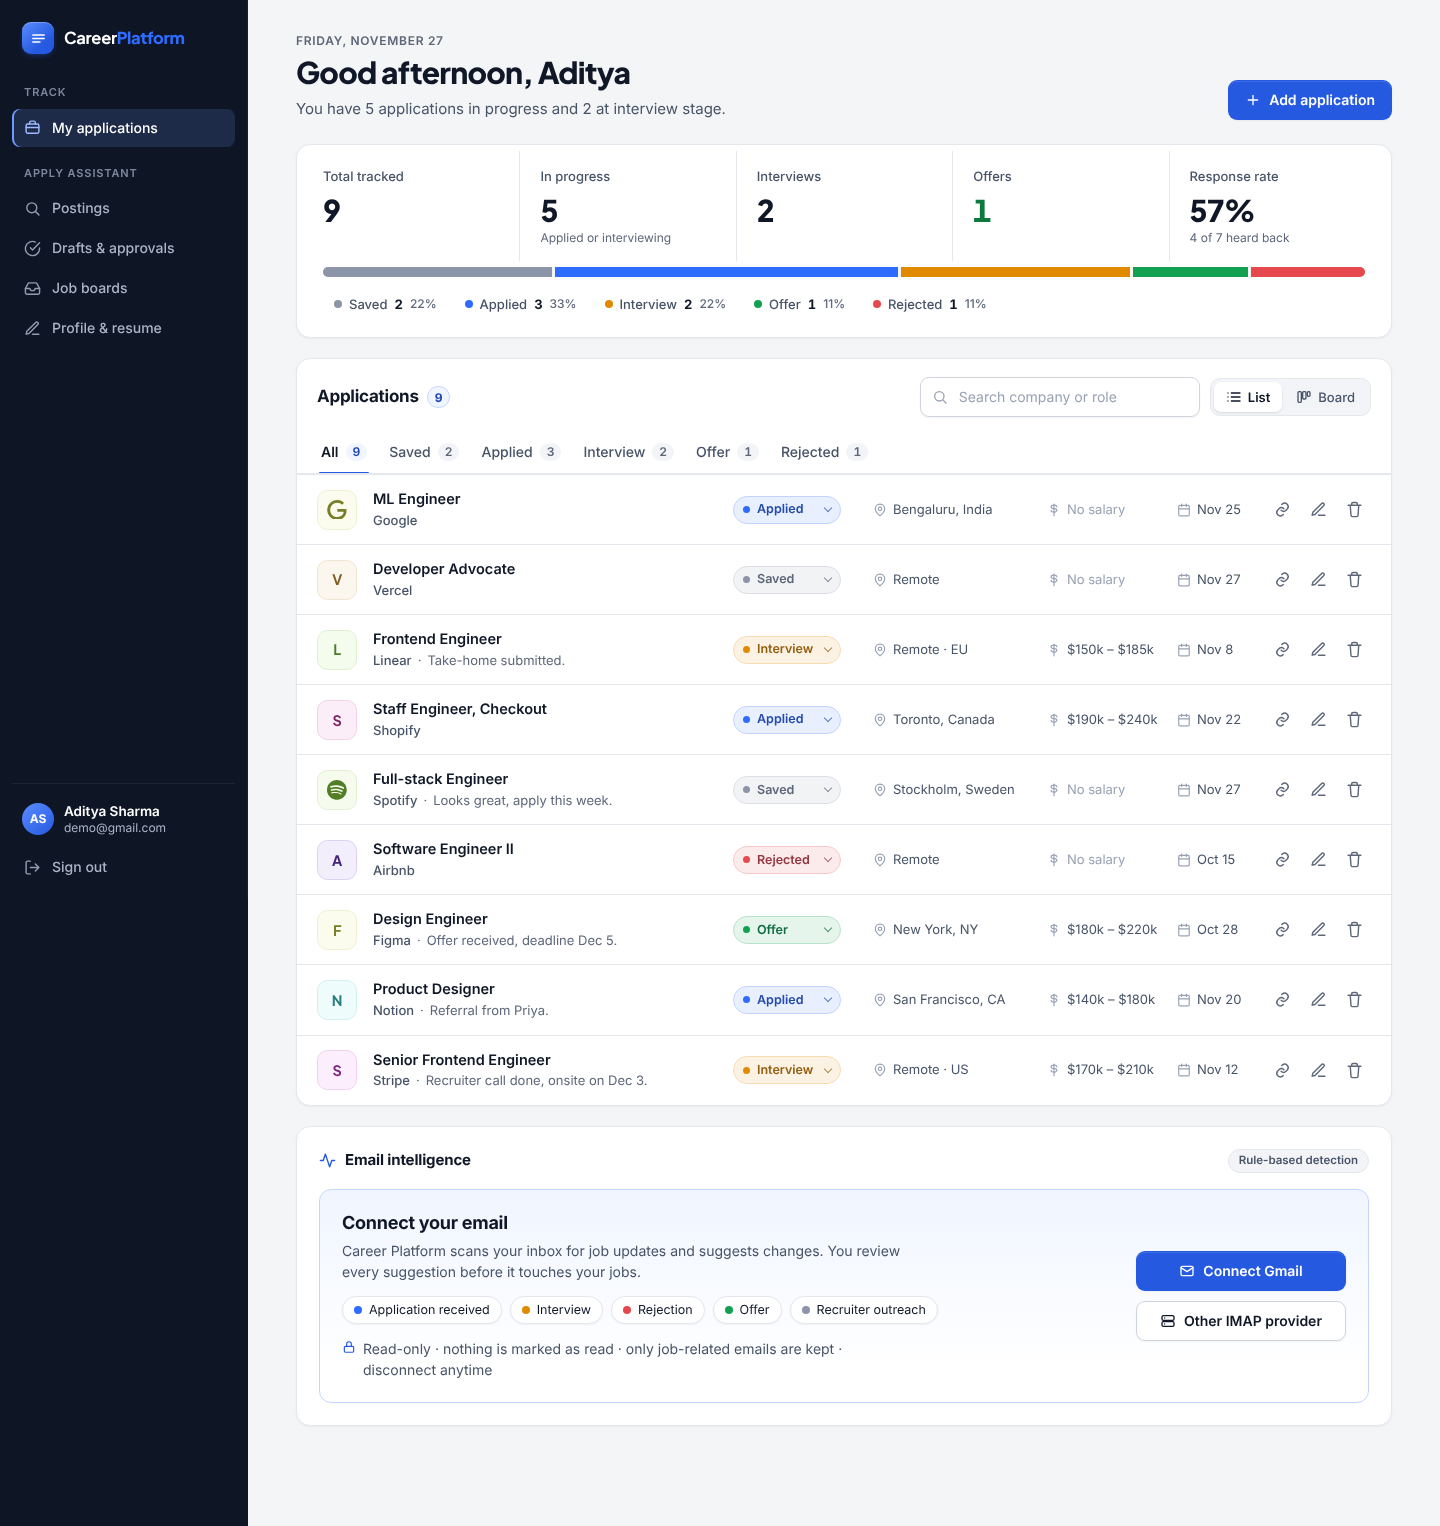 CareerPlatform
TRACK
My applications
APPLY ASSISTANT
Postings
Drafts & approvals
Job boards
Profile & resume
AS
Aditya Sharma
demo@gmail.com
Sign out
FRIDAY, NOVEMBER 27
Good afternoon, Aditya
You have 5 applications in progress and 2 at interview stage.
Add application
Total tracked
9
In progress
5
Applied or interviewing
Interviews
2
Offers
1
Response rate
57%
4 of 7 heard back
Saved 2 22% Applied 3 33% Interview 2 22% Offer 1 11% Rejected 1 11%
Applications 9
Search company or role
List Board
All 9 Saved 2 Applied 3 Interview 2 Offer 1 Rejected 1
G
ML Engineer
Google
Applied Bengaluru, India $ No salary Nov 25
V
Developer Advocate
Vercel
Saved Remote $ No salary Nov 27
L
Frontend Engineer
Linear · Take-home submitted.
Interview Remote · EU $ $150k – $185k Nov 8
S
Staff Engineer, Checkout
Shopify
Applied Toronto, Canada $ $190k – $240k Nov 22
Full-stack Engineer
Spotify · Looks great, apply this week.
Saved Stockholm, Sweden $ No salary Nov 27
A
Software Engineer II
Airbnb
Rejected Remote $ No salary Oct 15
F
Design Engineer
Figma · Offer received, deadline Dec 5.
Offer New York, NY $ $180k – $220k Oct 28
N
Product Designer
Notion · Referral from Priya.
Applied San Francisco, CA $ $140k – $180k Nov 20
S
Senior Frontend Engineer
Stripe · Recruiter call done, onsite on Dec 3.
Interview Remote · US $ $170k – $210k Nov 12
Email intelligence
Rule-based detection
Connect your email
Career Platform scans your inbox for job updates and suggests changes. You review
every suggestion before it touches your jobs.
Application received Interview Rejection Offer Recruiter outreach
Read-only · nothing is marked as read · only job-related emails are kept ·
disconnect anytime
Connect Gmail
Other IMAP provider